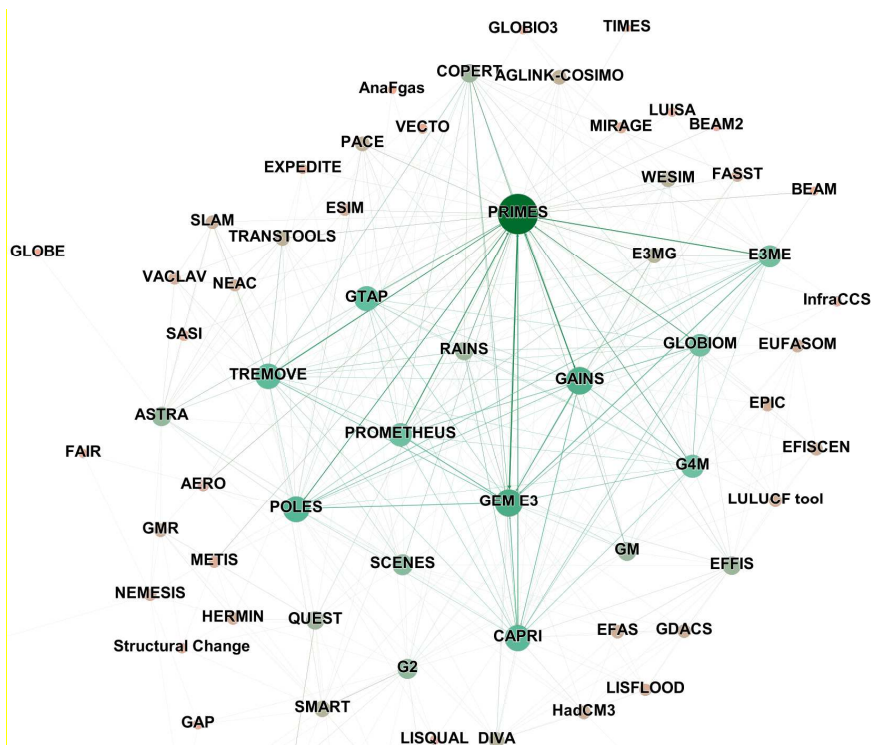 GLOBIO3
TIMES
COPERT
AGLINK-COSIMO
AnaFgas
LUISA
VECTO
MIRAGE
BEAM2
PACE
EXPEDITE
WESIM
FASST
BEAM
ESIM
PRIMES
SLAM
TRANSTOOLS
GLOBE
E3MG
E3ME
VACLAV
NEAC
GTAP
InfraCCS
SASI
RAINS
GLOBIOM
EUFASOM
TREMOVE
GAINS
EPIC
ASTRA
PROMETHEUS
FAIR
EFISCEN
G4M
AERO
POLES
GEM E3
LULUCF tool
GMR
METIS
SCENES
GM
EFFIS
NEMESIS
HERMIN
QUEST
Structural Change
CAPRI
EFAS
GDACS
G2
LISFLOOD
SMART
HadCM3
GAP
LISQUAL
DIVA